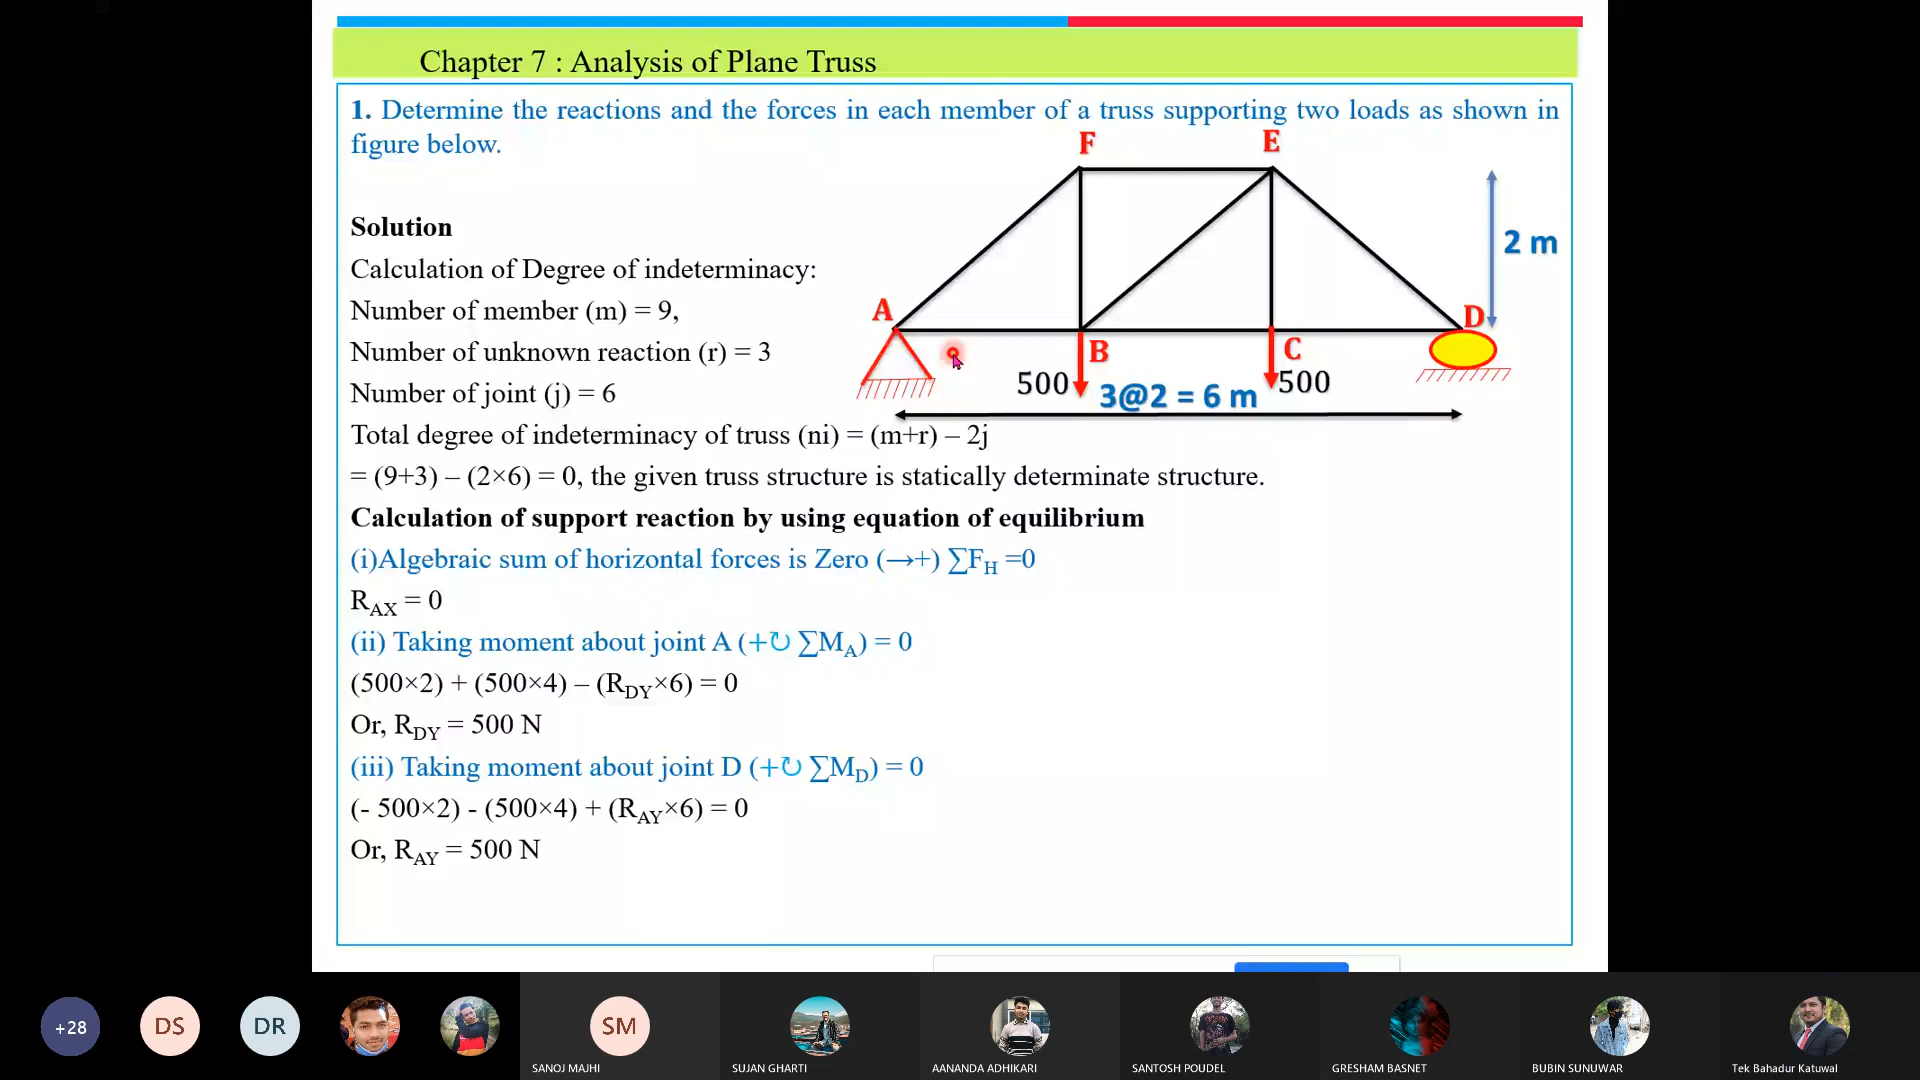 Chapter 7 : Analysis of Plane Truss
1. Determine the reactions and the forces in each member of a truss supporting two loads as shown in
figure below.
F
E
Solution
2 m
Calculation of Degree of indeterminacy:
A
Number of member (m) = 9,
D
Number of unknown reaction (r) = 3
B
C
500
3@2 = 6 m
500
Number of joint (j) = 6
Total degree of indeterminacy of truss (ni) = (m+r) – 2j
= (9+3) – (2×6) = 0, the given truss structure is statically determinate structure.
Calculation of support reaction by using equation of equilibrium
(i)Algebraic sum of horizontal forces is Zero (→+) ∑F_H =0
R_AX = 0
(ii) Taking moment about joint A (+↻ ∑M_A) = 0
(500×2) + (500×4) – (R_DY×6) = 0
Or, R_DY = 500 N
(iii) Taking moment about joint D (+↻ ∑M_D) = 0
(- 500×2) - (500×4) + (R_AY×6) = 0
Or, R_AY = 500 N
+28
DS
DR
SM
SANOJ MAJHI
SUJAN GHARTI
AANANDA ADHIKARI
SANTOSH POUDEL
GRESHAM BASNET
BUBIN SUNUWAR
Tek Bahadur Katuwal